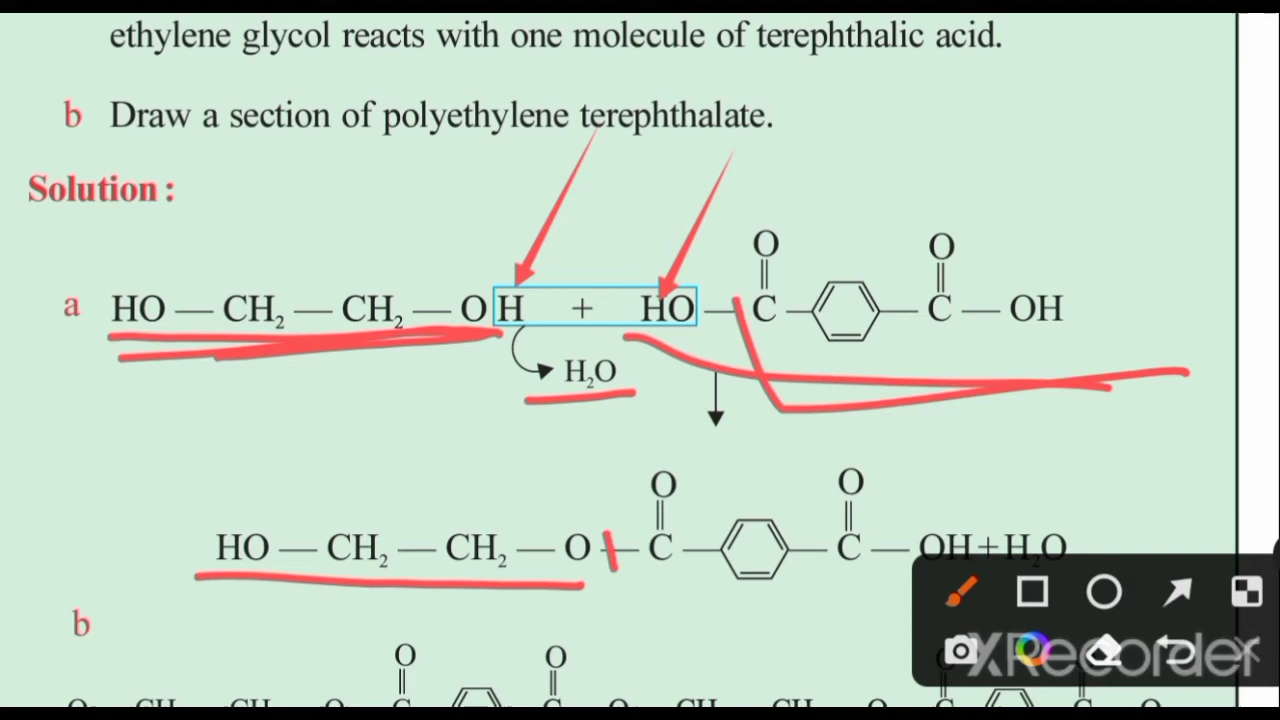 ethylene glycol reacts with one molecule of terephthalic acid.
b Draw a section of polyethylene terephthalate.
Solution :
O O
a HO — CH₂ — CH₂ — OH + HO — C — — C — OH
H₂O
O O
HO — CH₂ — CH₂ — O — C — — C — OH + H₂O
b
XRecorder
O O